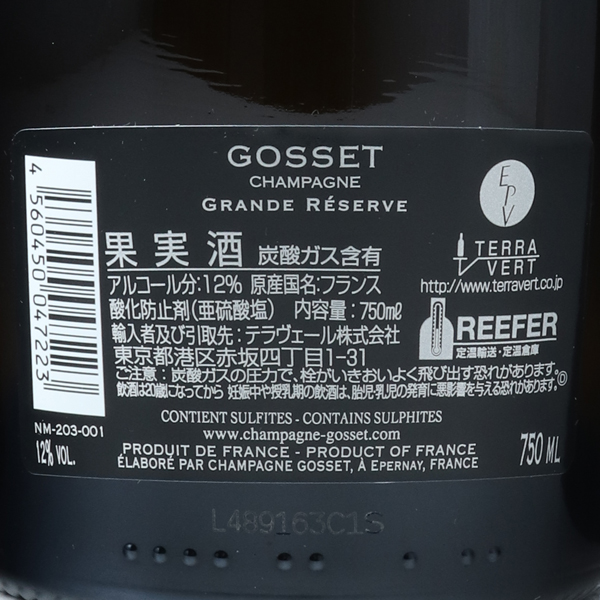 GOSSET
CHAMPAGNE
GRANDE RÉSERVE
EPV
果実酒 炭酸ガス含有
TERRA
VERT
http://www.terravert.co.jp
アルコール分:12% 原産国名:フランス
酸化防止剤(亜硫酸塩) 内容量:750mℓ
輸入者及び引取先:テラヴェール株式会社
東京都港区赤坂四丁目1-31
REEFER
定温輸送・定温倉庫
ご注意:炭酸ガスの圧力で、栓がいきおいよく飛び出す恐れがあります。
飲酒は20歳になってから 妊娠中や授乳期の飲酒は、胎児・乳児の発育に悪影響を与える恐れがあります。©
CONTIENT SULFITES - CONTAINS SULPHITES
www.champagne-gosset.com
PRODUIT DE FRANCE - PRODUCT OF FRANCE
ÉLABORÉ PAR CHAMPAGNE GOSSET, À EPERNAY, FRANCE
4 560450 047223
NM-203-001
12% VOL.
750 ML
L489163C1S